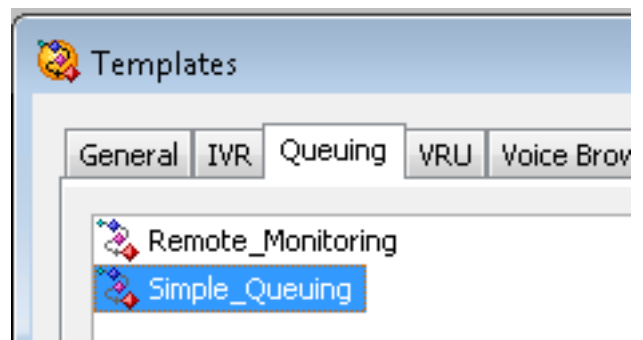 Templates
General IVR Queuing VRU Voice Brow
Remote_Monitoring
Simple_Queuing